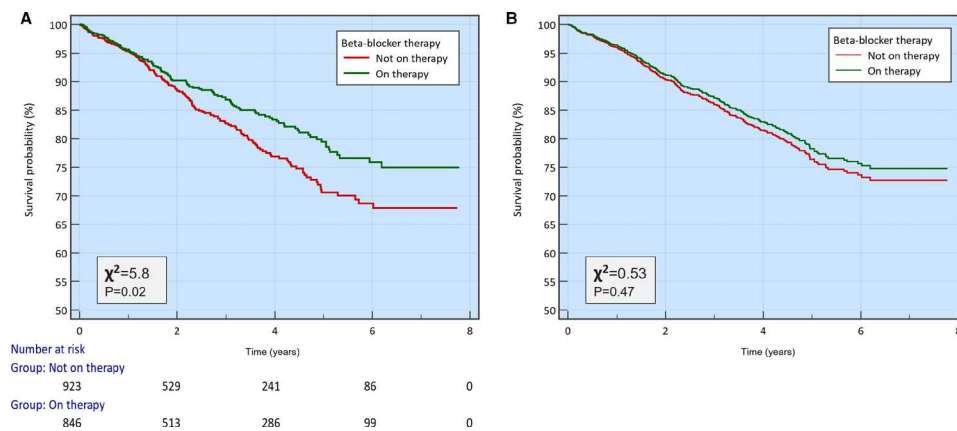 A
Survival probability (%)
100
95
90
85
80
75
70
65
60
55
50
Beta-blocker therapy
Not on therapy
On therapy
χ²=5.8
P=0.02
0 2 4 6 8
Time (years)
Number at risk
Group: Not on therapy
923 529 241 86 0
Group: On therapy
846 513 286 99 0
B
Survival probability (%)
100
95
90
85
80
75
70
65
60
55
50
Beta-blocker therapy
Not on therapy
On therapy
χ²=0.53
P=0.47
0 2 4 6 8
Time (years)